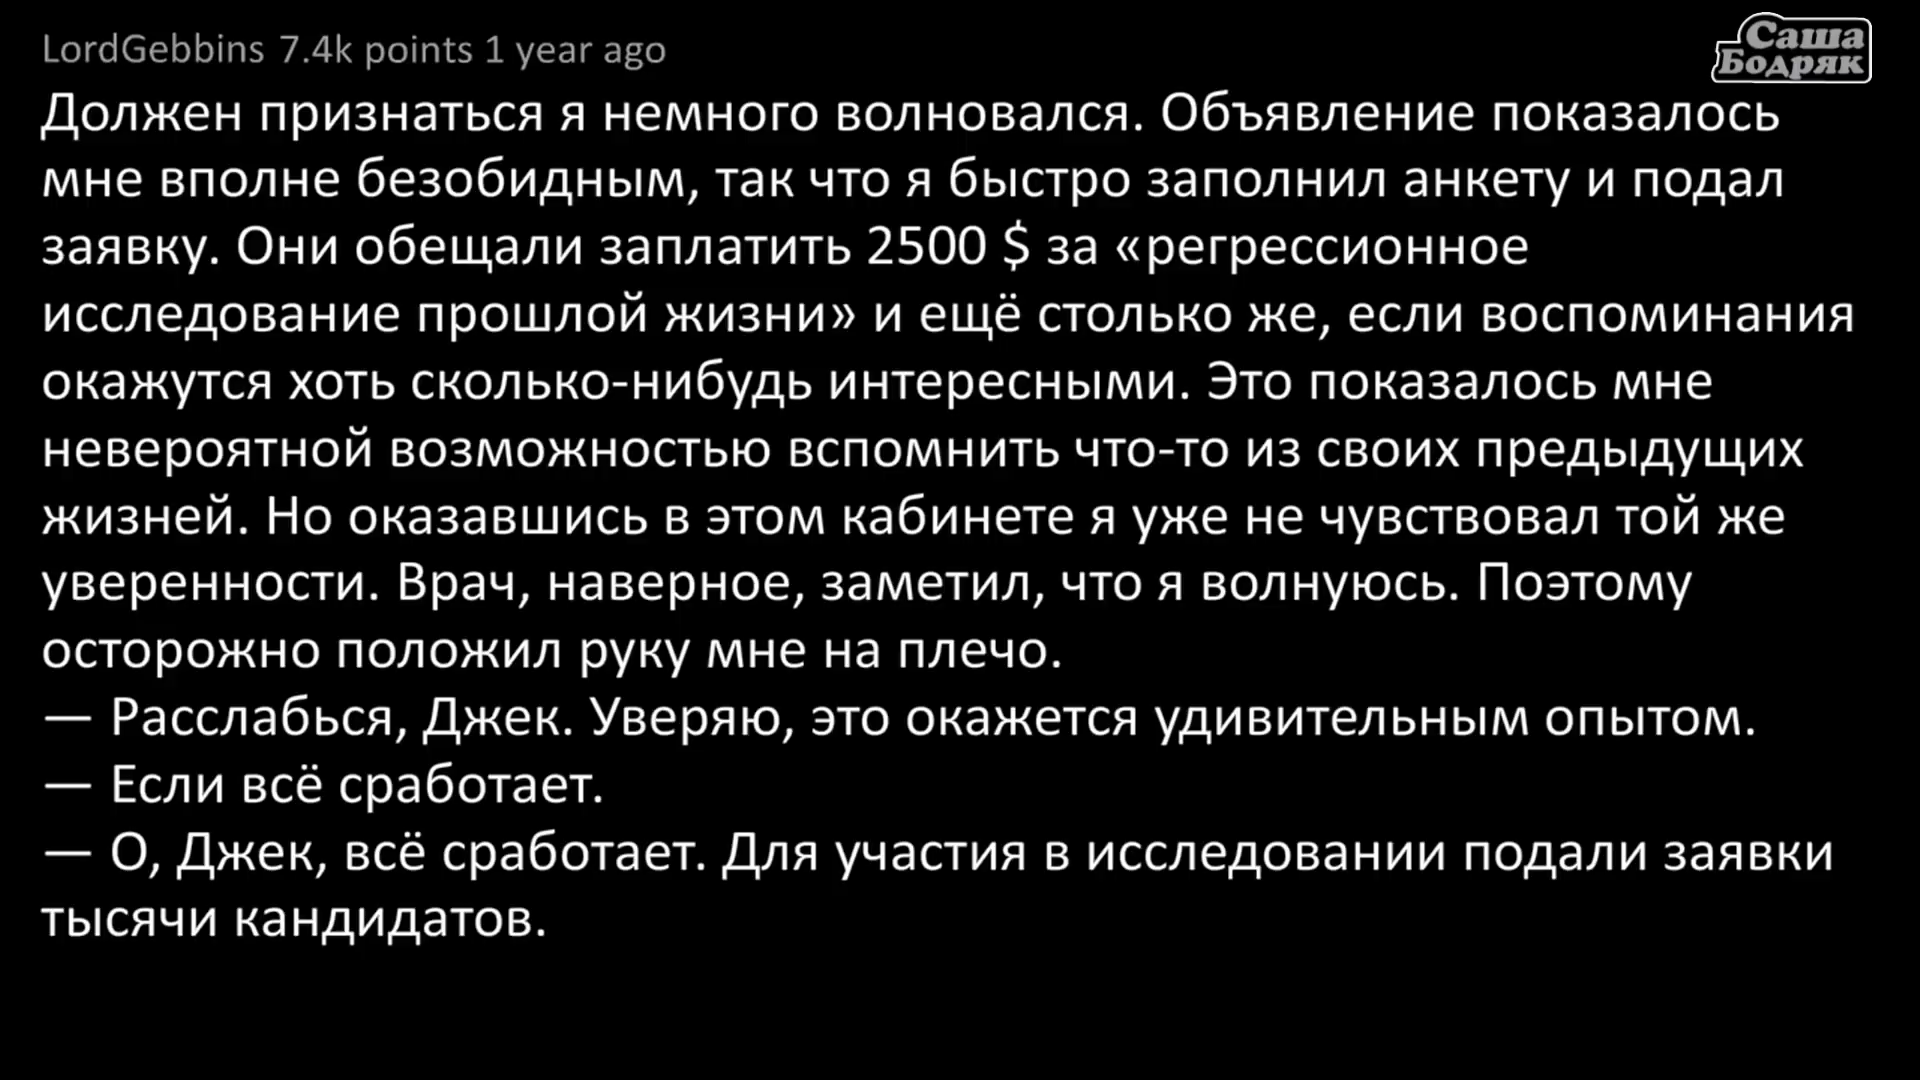 LordGebbins 7.4k points 1 year ago
Саша
Бодряк
Должен признаться я немного волновался. Объявление показалось
мне вполне безобидным, так что я быстро заполнил анкету и подал
заявку. Они обещали заплатить 2500 $ за «регрессионное
исследование прошлой жизни» и ещё столько же, если воспоминания
окажутся хоть сколько-нибудь интересными. Это показалось мне
невероятной возможностью вспомнить что-то из своих предыдущих
жизней. Но оказавшись в этом кабинете я уже не чувствовал той же
уверенности. Врач, наверное, заметил, что я волнуюсь. Поэтому
осторожно положил руку мне на плечо.
— Расслабься, Джек. Уверяю, это окажется удивительным опытом.
— Если всё сработает.
— О, Джек, всё сработает. Для участия в исследовании подали заявки
тысячи кандидатов.